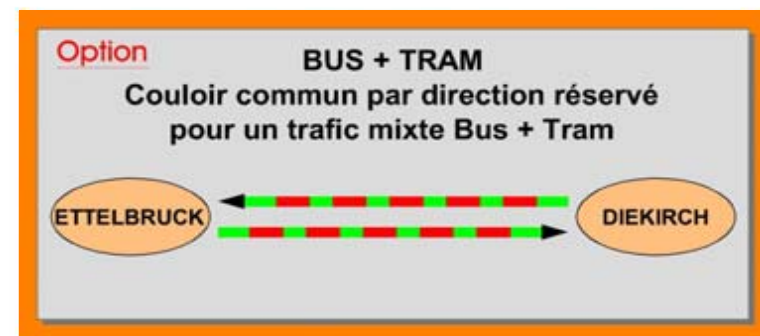 Option
BUS + TRAM
Couloir commun par direction réservé
pour un trafic mixte Bus + Tram
ETTELBRUCK
DIEKIRCH